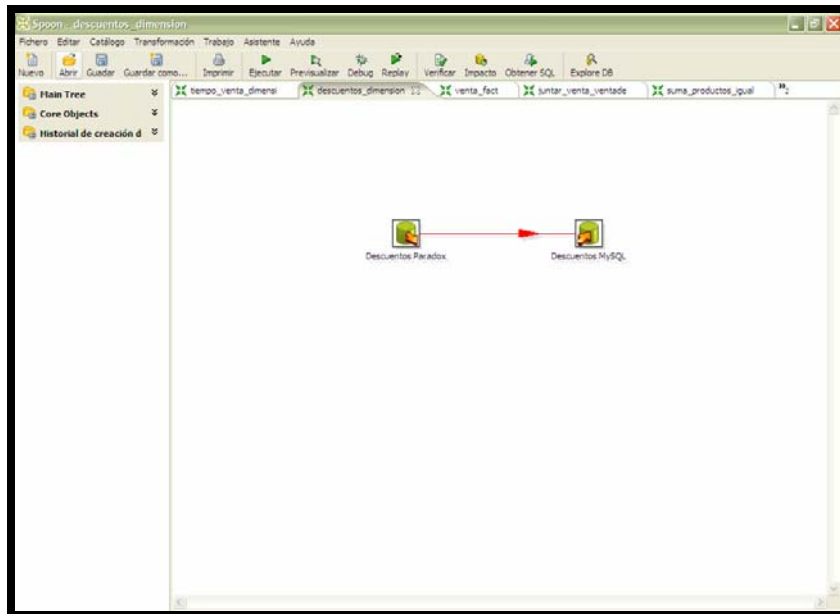 Spoon - descuentos_dimension
Fichero Editar Catálogo Transformación Trabajo Asistente Ayuda
Nuevo Abrir Guadar Guardar como... Imprimir Ejecutar Previsualizar Debug Replay Verificar Impacto Obtener SQL Explore DB
Main Tree
Core Objects
Historial de creación d
tiempo_venta_dimensi descuentos_dimension venta_fact juntar_venta_ventade suma_productos_igual »2
Descuentos Paradox Descuentos MySQL